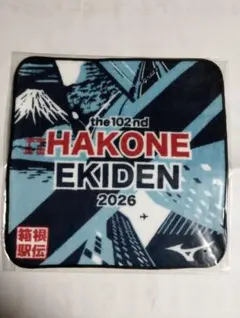 the 102nd
HAKONE
EKIDEN
2026
箱根
駅伝